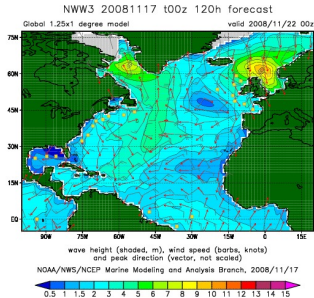 NWW3 20081117 t00z 120h forecast
Global 1.25x1 degree model valid 2008/11/22 00z
75N
60N
45N
30N
15N
EQ
90W 75W 60W 45W 30W 15W 0
wave height (shaded, m), wind speed (barbs, knots)
and peak direction (vector, not scaled)
NOAA/NWS/NCEP Marine Modeling and Analysis Branch, 2008/11/17
0.5 1 1.5 2 3 4 5 6 7 8 9 10 11 12 13 14 15